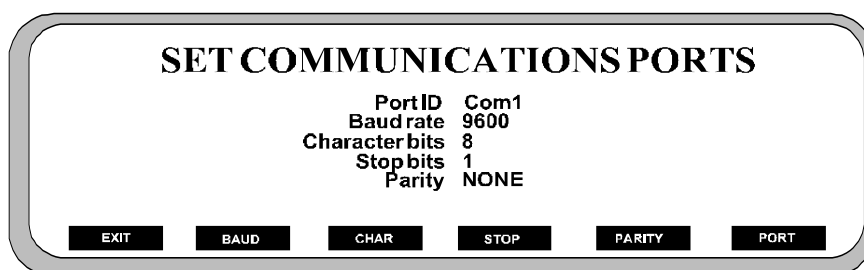 SET COMMUNICATIONS PORTS
Port ID Com1
Baud rate 9600
Character bits 8
Stop bits 1
Parity NONE
EXIT BAUD CHAR STOP PARITY PORT